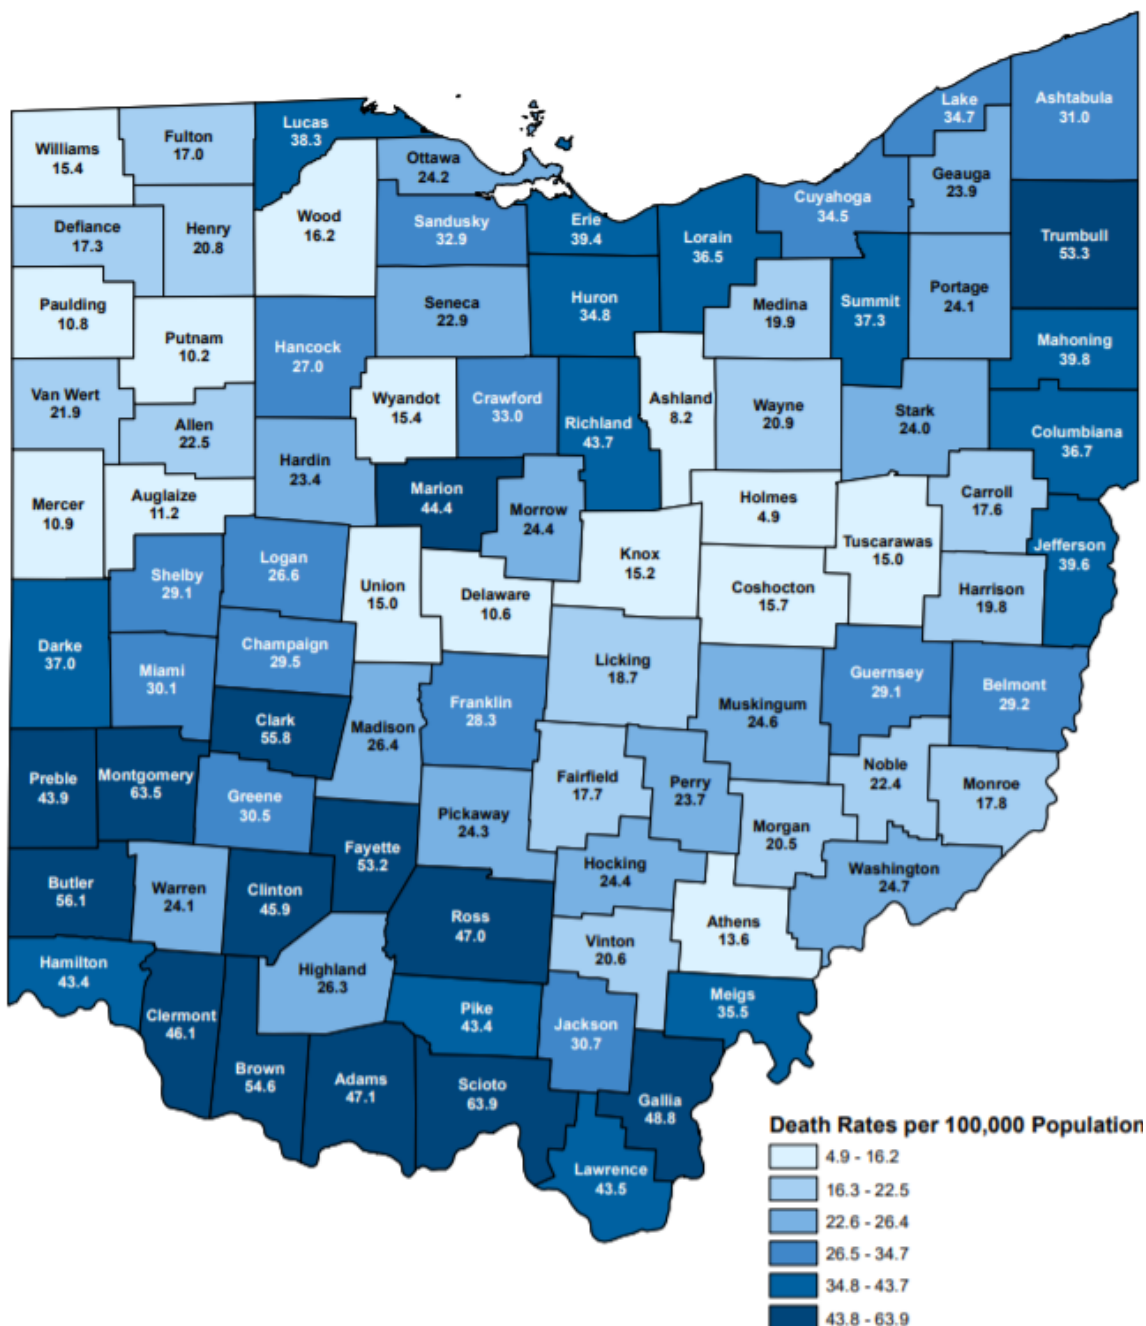 Lake
34.7
Ashtabula
31.0
Lucas
38.3
Fulton
17.0
Williams
15.4
Ottawa
24.2
Geauga
23.9
Cuyahoga
34.5
Wood
16.2
Sandusky
32.9
Erie
39.4
Lorain
36.5
Trumbull
53.3
Defiance
17.3
Henry
20.8
Paulding
10.8
Putnam
10.2
Seneca
22.9
Huron
34.8
Medina
19.9
Summit
37.3
Portage
24.1
Mahoning
39.8
Hancock
27.0
Van Wert
21.9
Allen
22.5
Wyandot
15.4
Crawford
33.0
Richland
43.7
Ashland
8.2
Wayne
20.9
Stark
24.0
Columbiana
36.7
Hardin
23.4
Mercer
10.9
Auglaize
11.2
Marion
44.4
Morrow
24.4
Holmes
4.9
Carroll
17.6
Tuscarawas
15.0
Jefferson
39.6
Knox
15.2
Logan
26.6
Shelby
29.1
Union
15.0
Delaware
10.6
Coshocton
15.7
Harrison
19.8
Darke
37.0
Champaign
29.5
Miami
30.1
Licking
18.7
Guernsey
29.1
Belmont
29.2
Franklin
28.3
Muskingum
24.6
Clark
55.8
Madison
26.4
Preble
43.9
Montgomery
63.5
Fairfield
17.7
Perry
23.7
Noble
22.4
Monroe
17.8
Greene
30.5
Pickaway
24.3
Morgan
20.5
Fayette
53.2
Hocking
24.4
Washington
24.7
Butler
56.1
Warren
24.1
Clinton
45.9
Ross
47.0
Athens
13.6
Vinton
20.6
Hamilton
43.4
Highland
26.3
Meigs
35.5
Pike
43.4
Jackson
30.7
Clermont
46.1
Brown
54.6
Adams
47.1
Scioto
63.9
Gallia
48.8
Lawrence
43.5
Death Rates per 100,000 Population
4.9 - 16.2
16.3 - 22.5
22.6 - 26.4
26.5 - 34.7
34.8 - 43.7
43.8 - 63.9